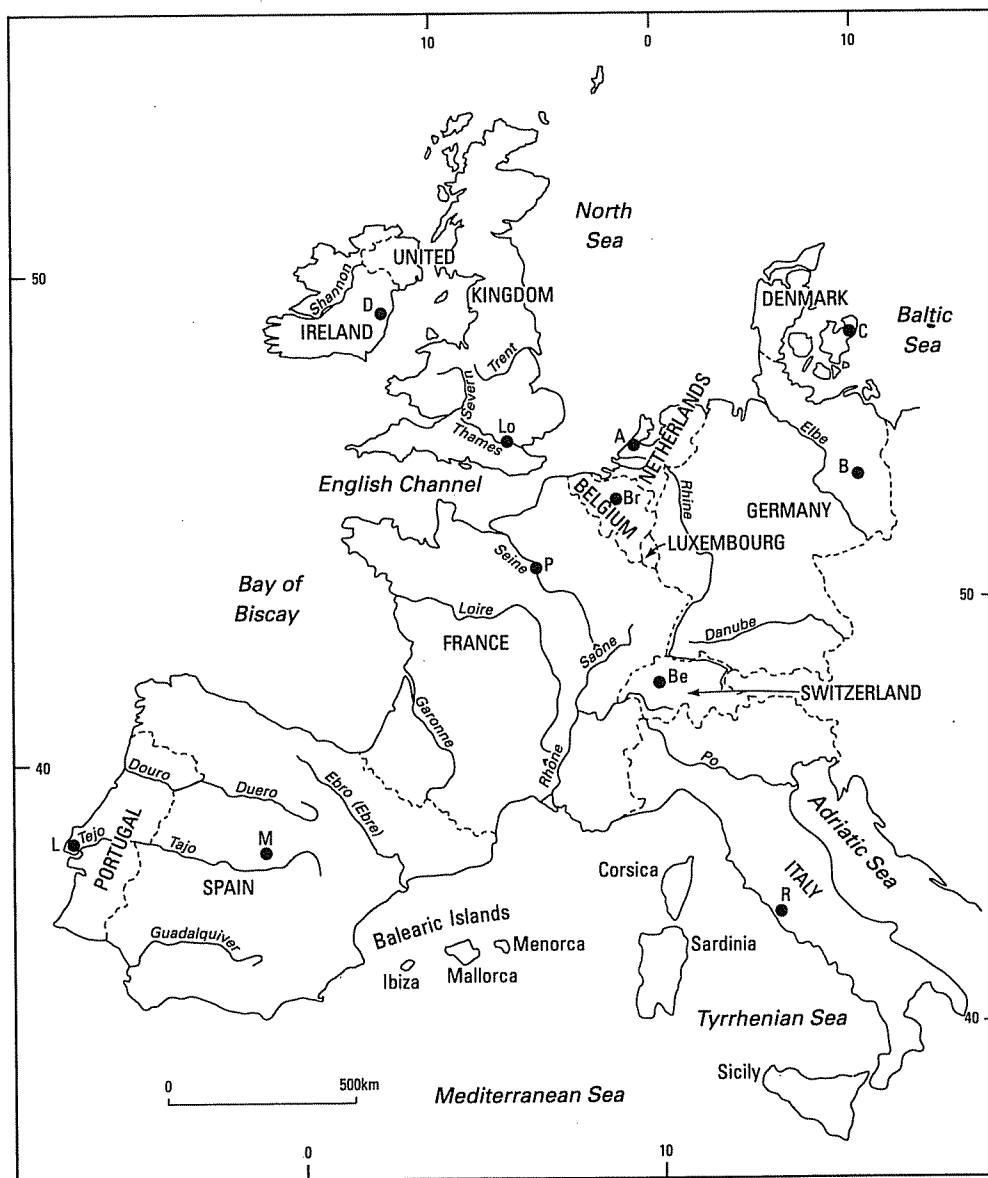 10
0
10
North
Sea
50
UNITED
KINGDOM
Shannon
D
IRELAND
DENMARK
C
Baltic
Sea
Trent
Severn
Lo
Thames
A
NETHERLANDS
Elbe
B
English Channel
BELGIUM
Br
Rhine
GERMANY
LUXEMBOURG
Seine
P
Bay of
Biscay
50
Loire
FRANCE
Danube
Saône
Be
SWITZERLAND
Garonne
Rhône
Po
40
Douro
Duero
Ebro (Ebre)
Adriatic Sea
L
Tejo
PORTUGAL
Tajo
M
SPAIN
Corsica
ITALY
R
Guadalquiver
Balearic Islands
Menorca
Mallorca
Ibiza
Sardinia
Tyrrhenian Sea
40
Sicily
0
500km
Mediterranean Sea
0
10